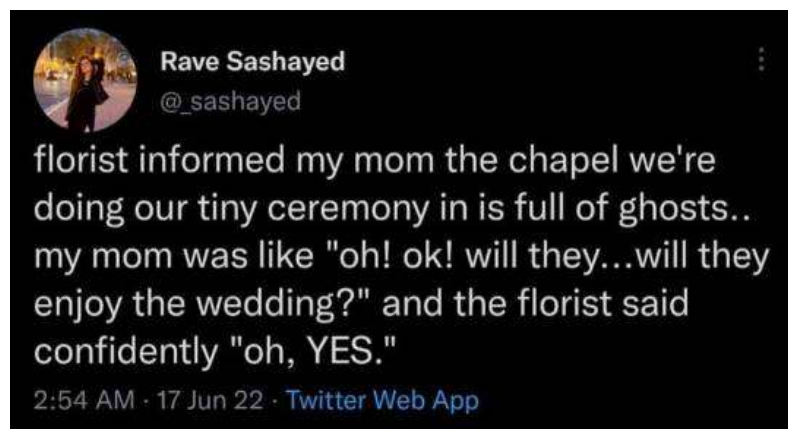 Rave Sashayed
@_sashayed
florist informed my mom the chapel we're
doing our tiny ceremony in is full of ghosts..
my mom was like "oh! ok! will they...will they
enjoy the wedding?" and the florist said
confidently "oh, YES."
2:54 AM · 17 Jun 22 · Twitter Web App